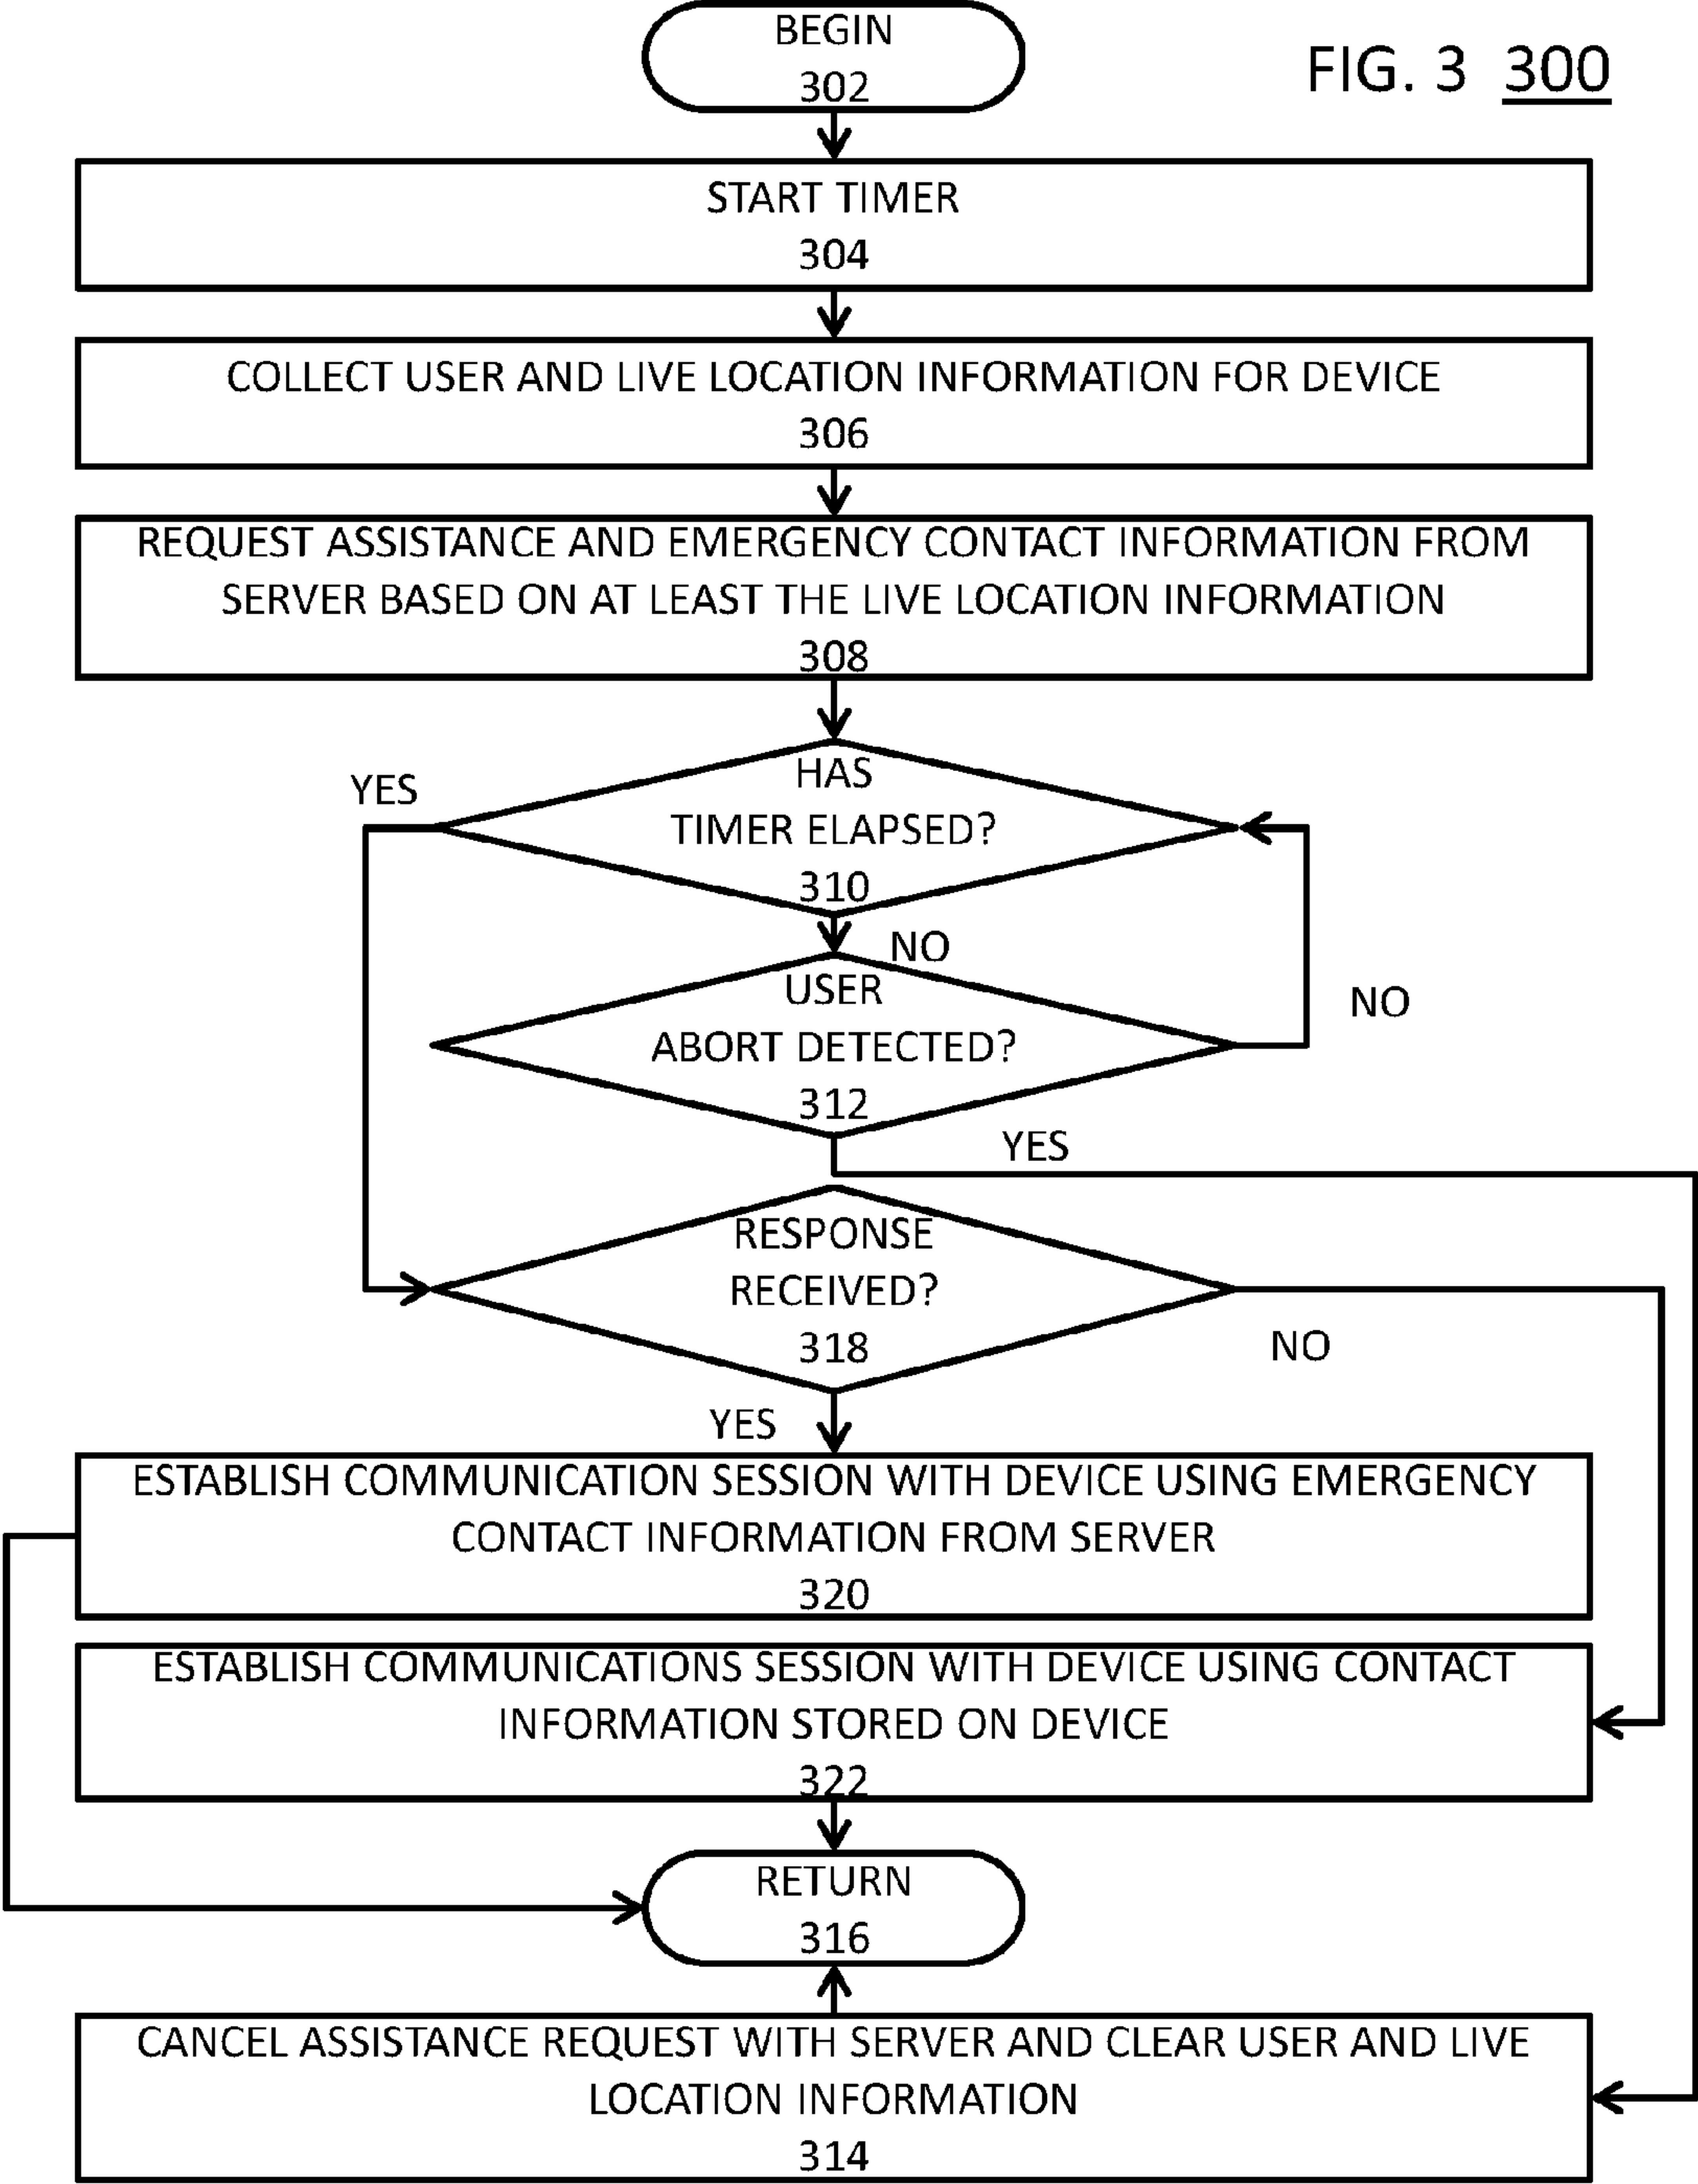 BEGIN
302
FIG. 3 300
START TIMER
304
COLLECT USER AND LIVE LOCATION INFORMATION FOR DEVICE
306
REQUEST ASSISTANCE AND EMERGENCY CONTACT INFORMATION FROM
SERVER BASED ON AT LEAST THE LIVE LOCATION INFORMATION
308
YES
HAS
TIMER ELAPSED?
310
NO
USER
ABORT DETECTED?
312
NO
YES
RESPONSE
RECEIVED?
318
NO
YES
ESTABLISH COMMUNICATION SESSION WITH DEVICE USING EMERGENCY
CONTACT INFORMATION FROM SERVER
320
ESTABLISH COMMUNICATIONS SESSION WITH DEVICE USING CONTACT
INFORMATION STORED ON DEVICE
322
RETURN
316
CANCEL ASSISTANCE REQUEST WITH SERVER AND CLEAR USER AND LIVE
LOCATION INFORMATION
314